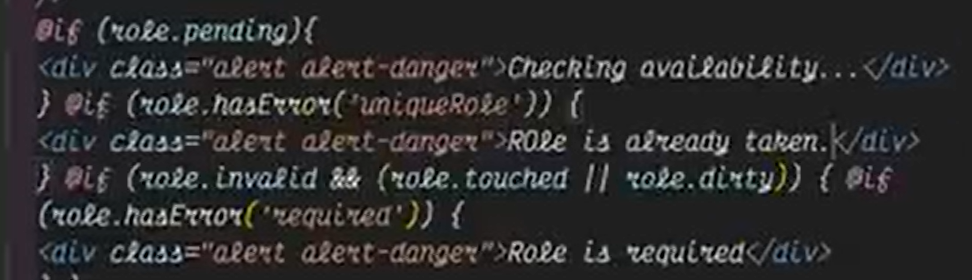 @if (role.pending){
<div class="alert alert-danger">Checking availability...</div>
} @if (role.hasError('uniqueRole')) {
<div class="alert alert-danger">ROle is already taken.</div>
} @if (role.invalid && (role.touched || role.dirty)) { @if
(role.hasError('required')) {
<div class="alert alert-danger">Role is required</div>